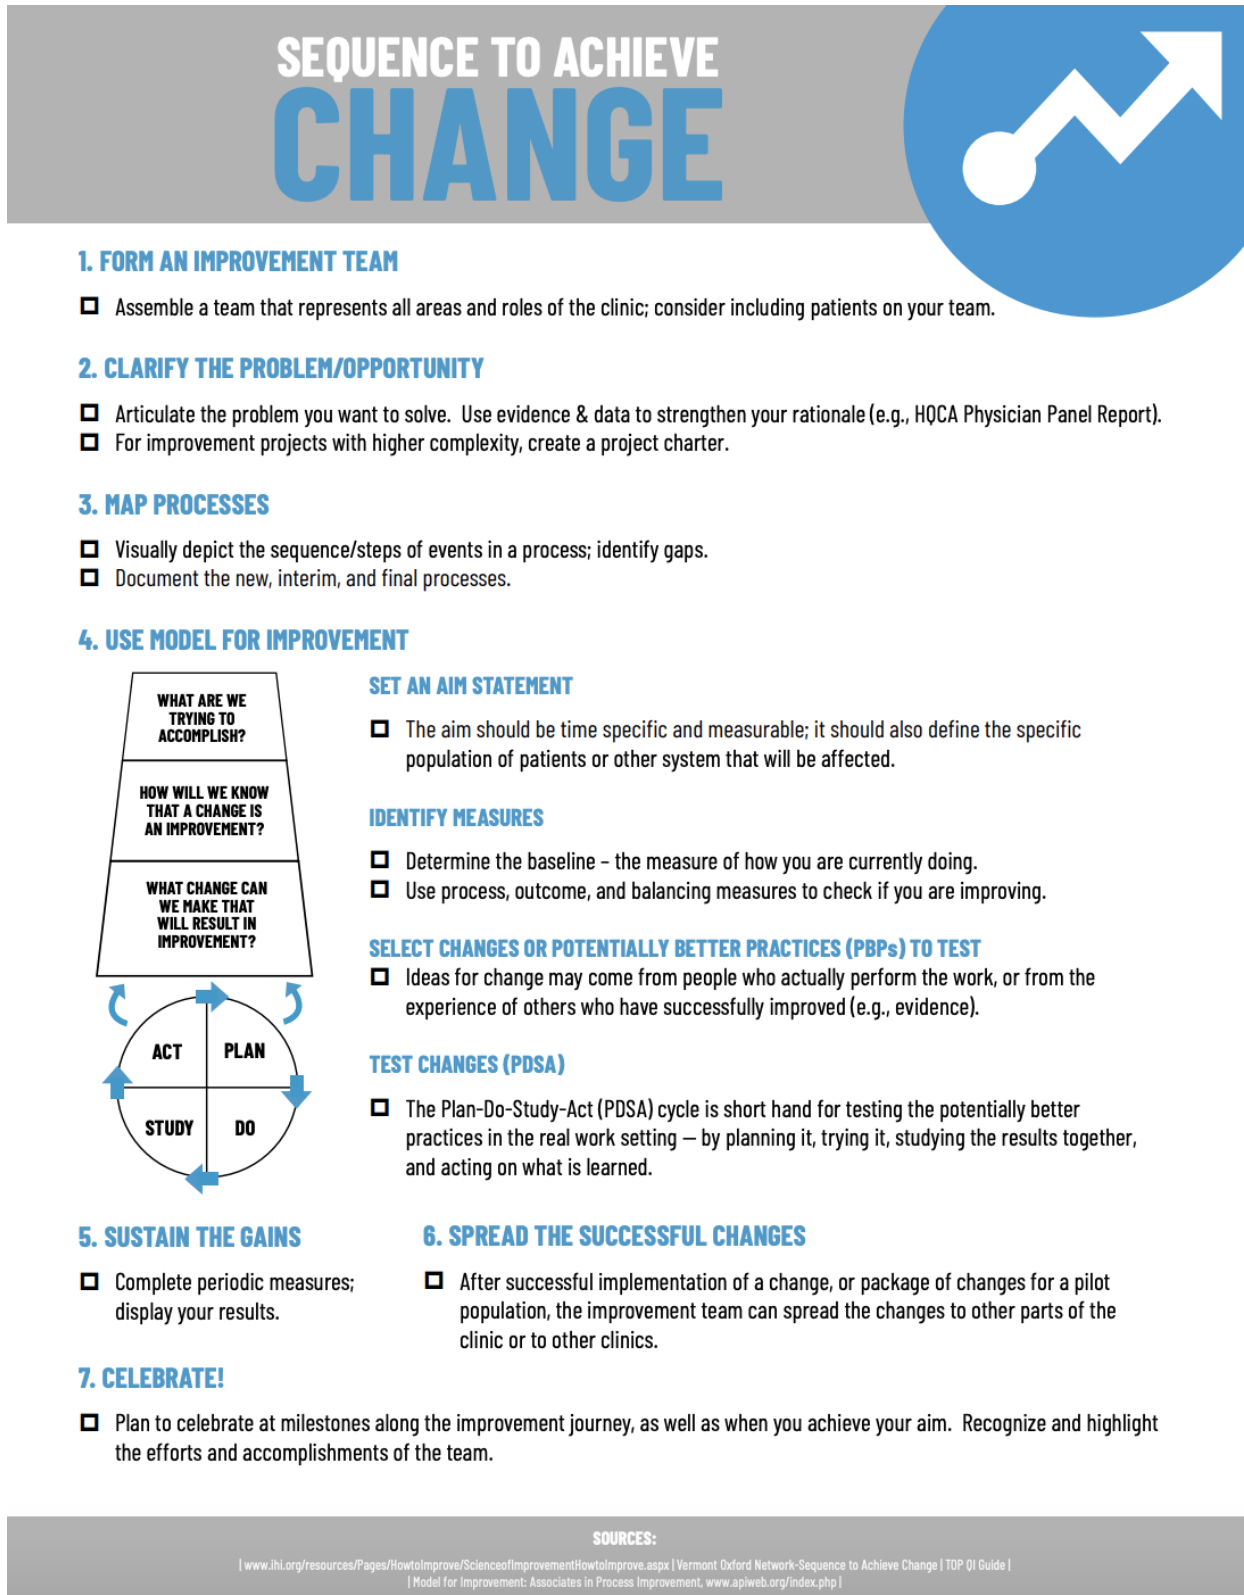 SEQUENCE TO ACHIEVE
CHANGE
1. FORM AN IMPROVEMENT TEAM
Assemble a team that represents all areas and roles of the clinic; consider including patients on your team.
2. CLARIFY THE PROBLEM/OPPORTUNITY
Articulate the problem you want to solve.  Use evidence & data to strengthen your rationale (e.g., HQCA Physician Panel Report).
For improvement projects with higher complexity, create a project charter.
3. MAP PROCESSES
Visually depict the sequence/steps of events in a process; identify gaps.
Document the new, interim, and final processes.
4. USE MODEL FOR IMPROVEMENT
WHAT ARE WE
TRYING TO
ACCOMPLISH?
HOW WILL WE KNOW
THAT A CHANGE IS
AN IMPROVEMENT?
WHAT CHANGE CAN
WE MAKE THAT
WILL RESULT IN
IMPROVEMENT?
ACT
PLAN
STUDY
DO
SET AN AIM STATEMENT
The aim should be time specific and measurable; it should also define the specific
population of patients or other system that will be affected.
IDENTIFY MEASURES
Determine the baseline – the measure of how you are currently doing.
Use process, outcome, and balancing measures to check if you are improving.
SELECT CHANGES OR POTENTIALLY BETTER PRACTICES (PBPs) TO TEST
Ideas for change may come from people who actually perform the work, or from the
experience of others who have successfully improved (e.g., evidence).
TEST CHANGES (PDSA)
The Plan-Do-Study-Act (PDSA) cycle is short hand for testing the potentially better
practices in the real work setting — by planning it, trying it, studying the results together,
and acting on what is learned.
5. SUSTAIN THE GAINS
Complete periodic measures;
display your results.
6. SPREAD THE SUCCESSFUL CHANGES
After successful implementation of a change, or package of changes for a pilot
population, the improvement team can spread the changes to other parts of the
clinic or to other clinics.
7. CELEBRATE!
Plan to celebrate at milestones along the improvement journey, as well as when you achieve your aim.  Recognize and highlight
the efforts and accomplishments of the team.
SOURCES:
| www.ihi.org/resources/Pages/HowtoImprove/ScienceofImprovementHowtoImprove.aspx | Vermont Oxford Network-Sequence to Achieve Change | TOP QI Guide |
| Model for Improvement: Associates in Process Improvement, www.apiweb.org/index.php |